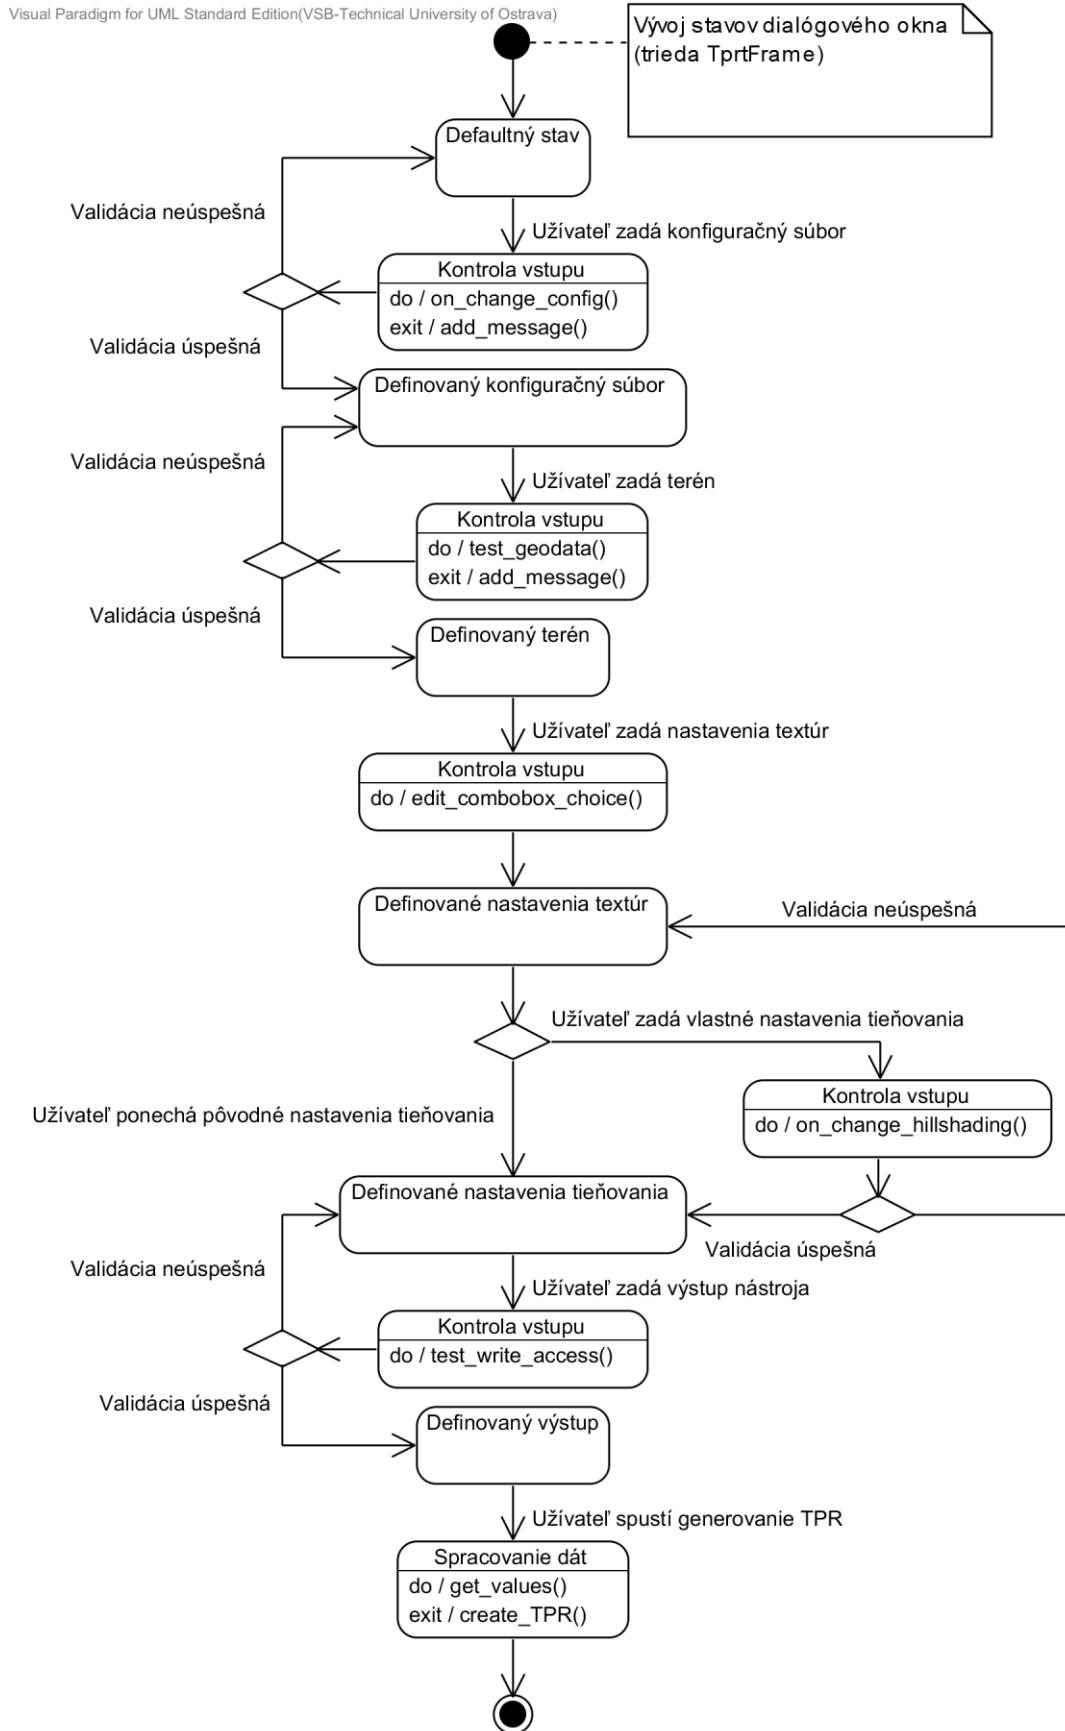 Visual Paradigm for UML Standard Edition(VSB-Technical University of Ostrava)
Vývoj stavov dialógového okna
(trieda TprtFrame)
Defaultný stav
Validácia neúspešná
Užívateľ zadá konfiguračný súbor
Kontrola vstupu
do / on_change_config()
exit / add_message()
Validácia úspešná
Definovaný konfiguračný súbor
Validácia neúspešná
Užívateľ zadá terén
Kontrola vstupu
do / test_geodata()
exit / add_message()
Validácia úspešná
Definovaný terén
Užívateľ zadá nastavenia textúr
Kontrola vstupu
do / edit_combobox_choice()
Definované nastavenia textúr
Validácia neúspešná
Užívateľ zadá vlastné nastavenia tieňovania
Kontrola vstupu
do / on_change_hillshading()
Užívateľ ponechá pôvodné nastavenia tieňovania
Definované nastavenia tieňovania
Validácia úspešná
Validácia neúspešná
Užívateľ zadá výstup nástroja
Kontrola vstupu
do / test_write_access()
Validácia úspešná
Definovaný výstup
Užívateľ spustí generovanie TPR
Spracovanie dát
do / get_values()
exit / create_TPR()